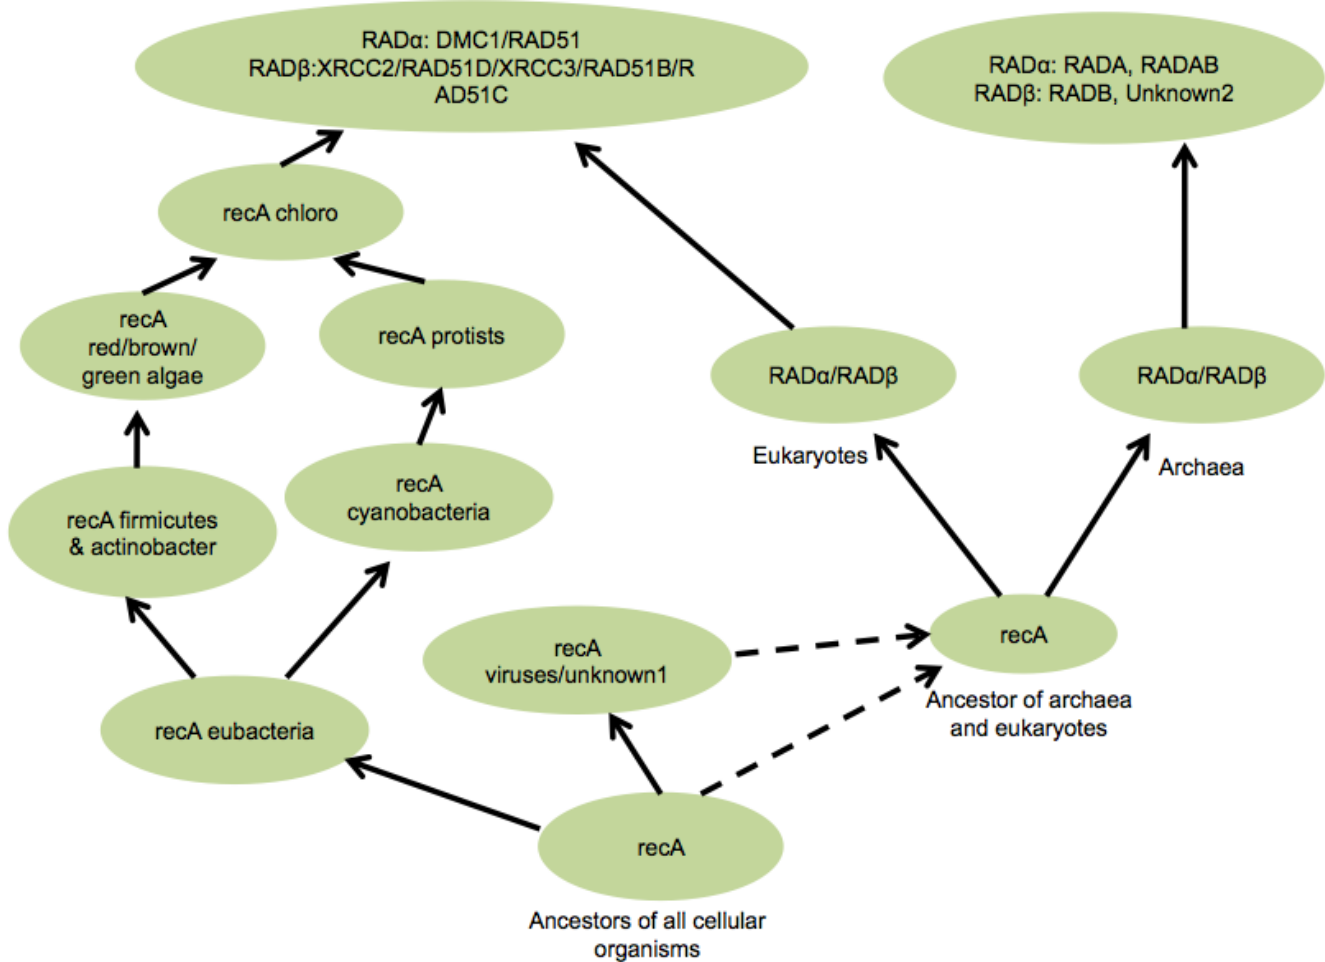 RADα: DMC1/RAD51
RADβ:XRCC2/RAD51D/XRCC3/RAD51B/R
AD51C
RADα: RADA, RADAB
RADβ: RADB, Unknown2
recA chloro
recA
red/brown/
green algae
recA protists
RADα/RADβ
RADα/RADβ
Eukaryotes
Archaea
recA firmicutes
& actinobacter
recA
cyanobacteria
recA
viruses/unknown1
recA
Ancestor of archaea
and eukaryotes
recA eubacteria
recA
Ancestors of all cellular
organisms